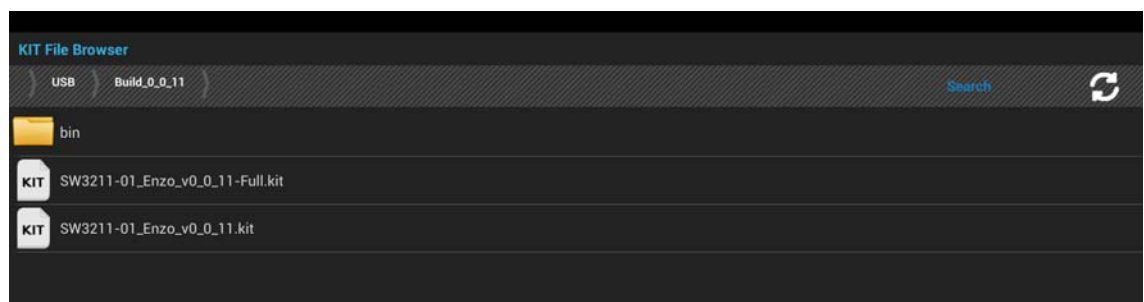 KIT File Browser
USB Build_0_0_11 Search
bin
KIT SW3211-01_Enzo_v0_0_11-Full.kit
KIT SW3211-01_Enzo_v0_0_11.kit